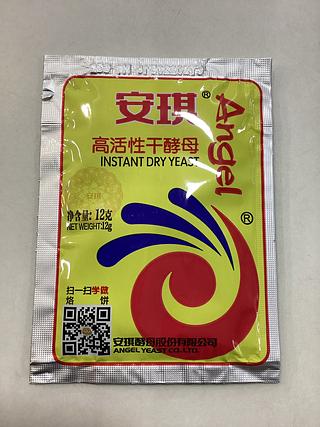 安琪®
Angel®
高活性干酵母
INSTANT DRY YEAST
安琪
净含量:12克
NET WEIGHT:12g
扫一扫学做
烙 饼
安琪酵母股份有限公司
ANGEL YEAST CO.,LTD.